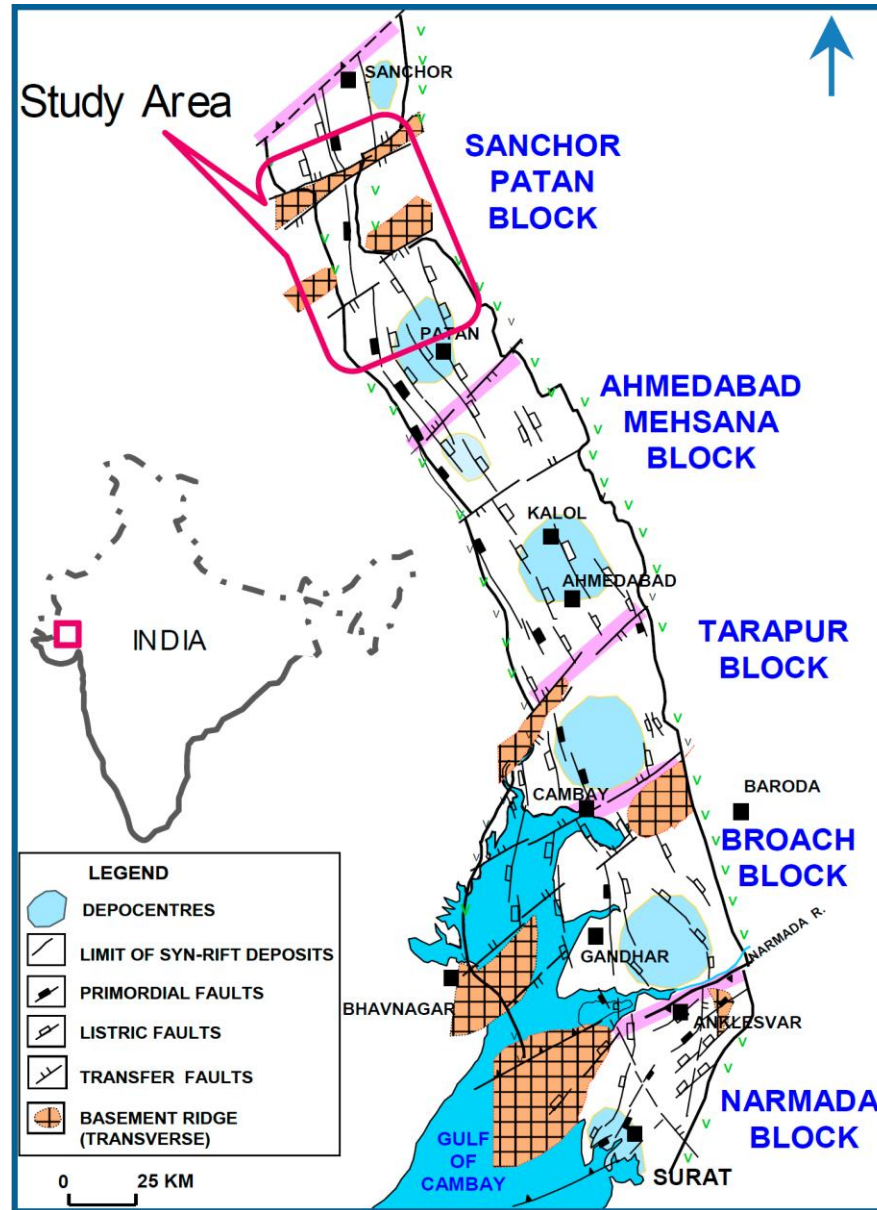 SANCHOR
Study Area
SANCHOR
PATAN
BLOCK
PATAN
AHMEDABAD
MEHSANA
BLOCK
KALOL
AHMEDABAD
INDIA
TARAPUR
BLOCK
CAMBAY
BARODA
BROACH
BLOCK
GANDHAR
NARMADA R.
BHAVNAGAR
ANKLESVAR
NARMADA
BLOCK
GULF
OF
CAMBAY
SURAT
LEGEND
DEPOCENTRES
LIMIT OF SYN-RIFT DEPOSITS
PRIMORDIAL FAULTS
LISTRIC FAULTS
TRANSFER FAULTS
BASEMENT RIDGE
(TRANSVERSE)
0 25 KM